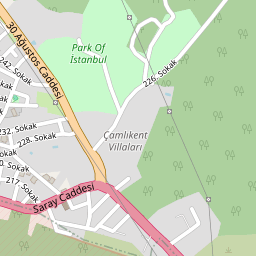 Park Of
İstanbul
30 Ağustos Caddesi
242. Sokak
226. Sokak
232. Sokak
228. Sokak
Çamlıkent
Villaları
217. Sokak
Saray Caddesi